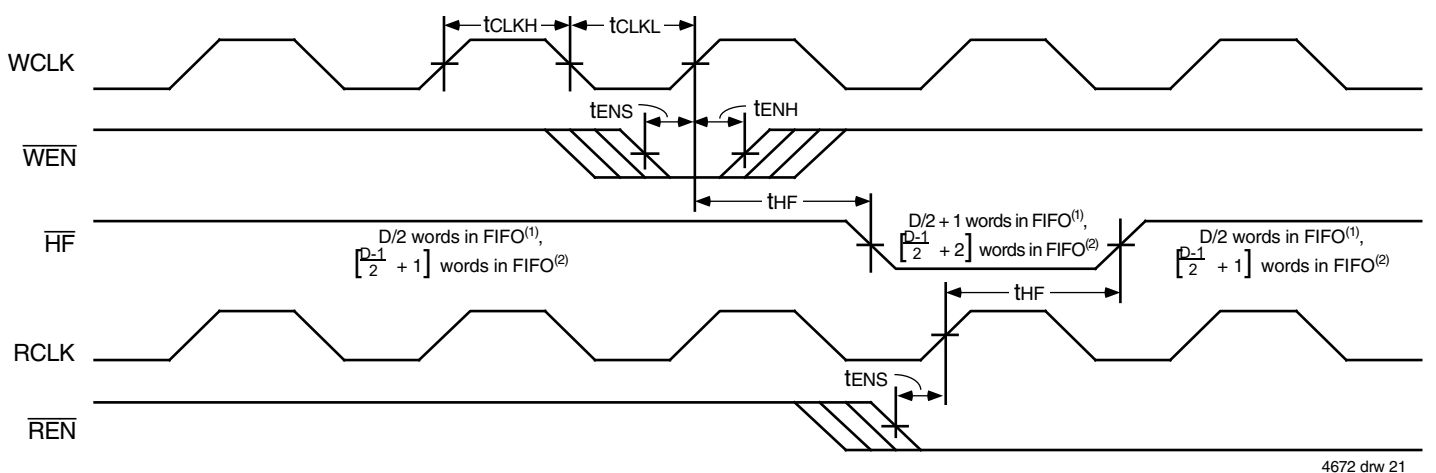 tCLKH
tCLKL
WCLK
tENS
tENH
WEN
tHF
HF
D/2 words in FIFO(1),
[D-1/2 + 1] words in FIFO(2)
D/2 + 1 words in FIFO(1),
[D-1/2 + 2] words in FIFO(2)
D/2 words in FIFO(1),
[D-1/2 + 1] words in FIFO(2)
tHF
RCLK
tENS
REN
4672 drw 21